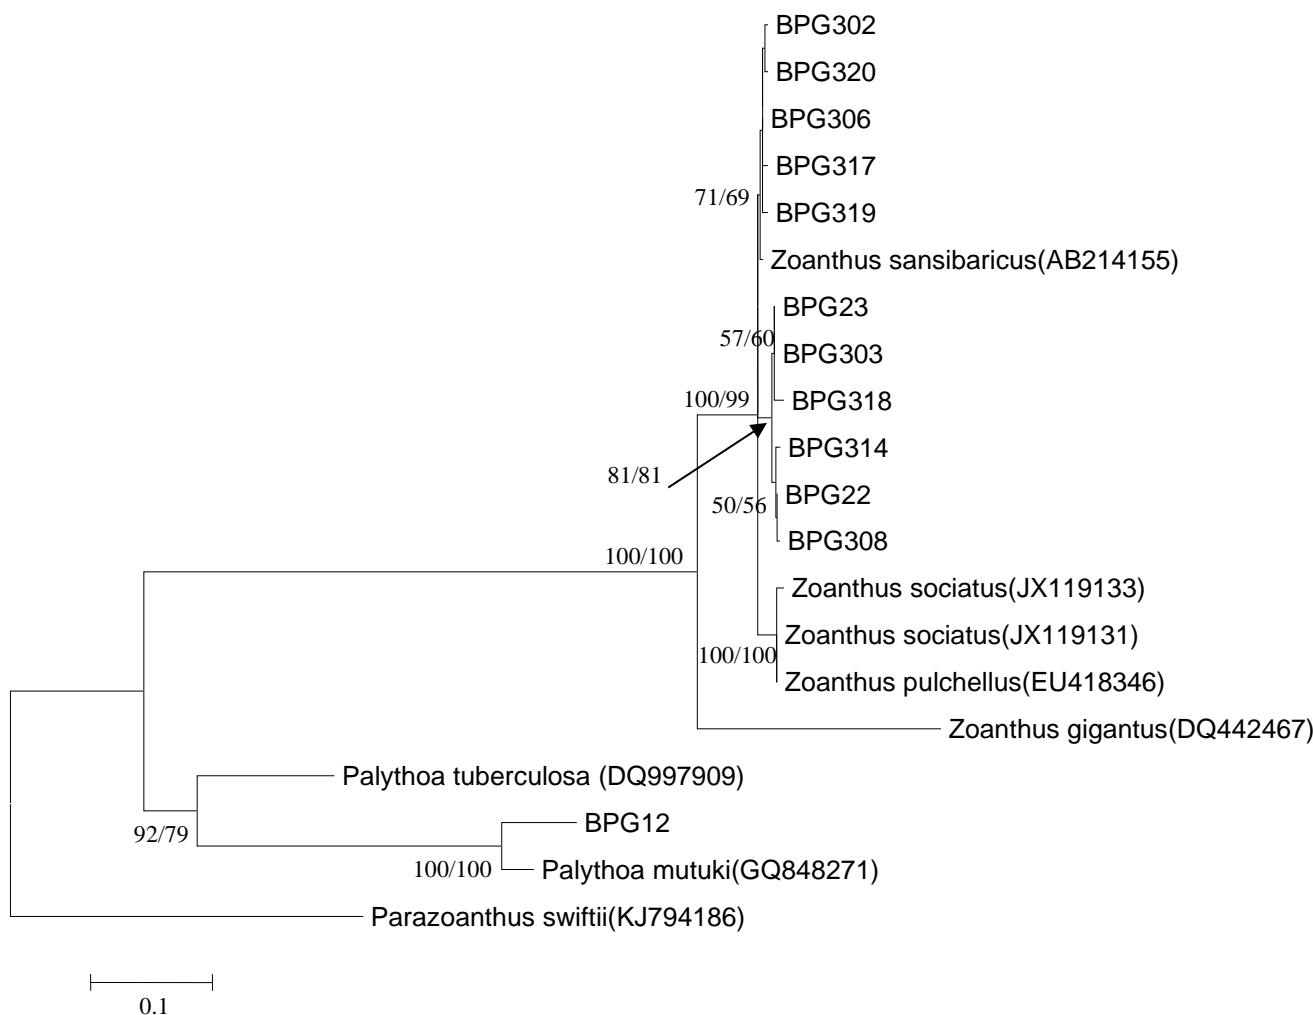 BPG302
BPG320
BPG306
BPG317
71/69
BPG319
Zoanthus sansibaricus(AB214155)
BPG23
57/60
BPG303
100/99
BPG318
BPG314
81/81
BPG22
50/56
BPG308
100/100
Zoanthus sociatus(JX119133)
Zoanthus sociatus(JX119131)
100/100
Zoanthus pulchellus(EU418346)
Zoanthus gigantus(DQ442467)
Palythoa tuberculosa (DQ997909)
BPG12
92/79
100/100
Palythoa mutuki(GQ848271)
Parazoanthus swiftii(KJ794186)
0.1